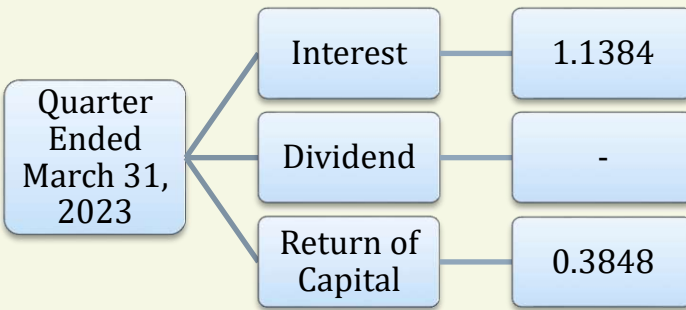 Quarter
Ended
March 31,
2023
Interest
1.1384
Dividend
-
Return of
Capital
0.3848